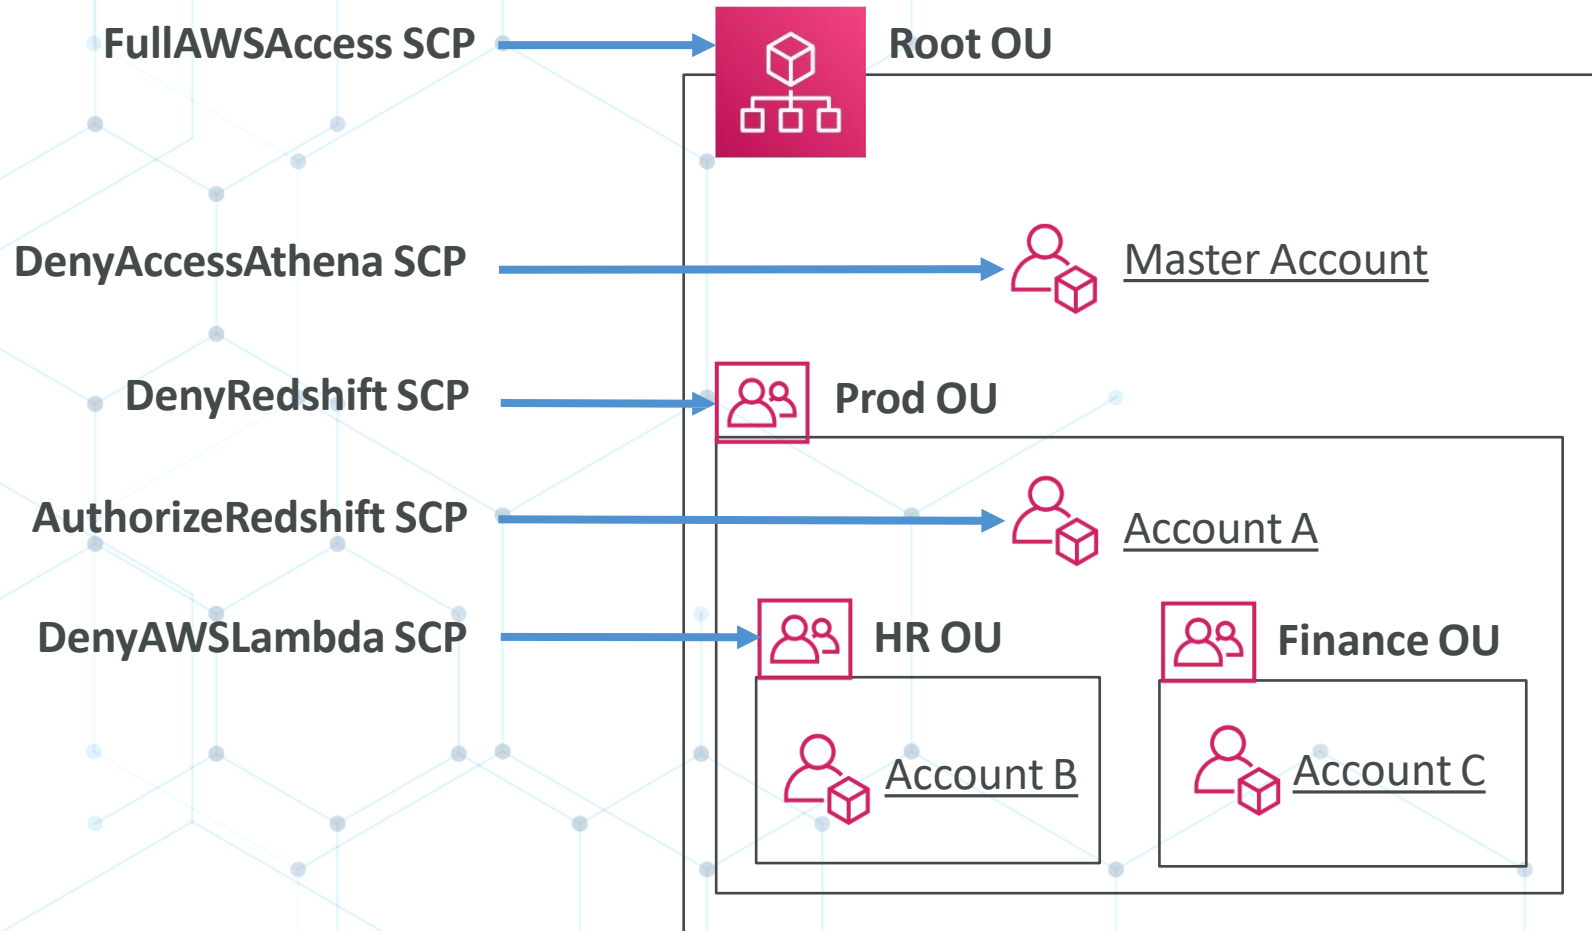 FullAWSAccess SCP
Root OU
DenyAccessAthena SCP
Master Account
DenyRedshift SCP
Prod OU
AuthorizeRedshift SCP
Account A
DenyAWSLambda SCP
HR OU
Finance OU
Account B
Account C